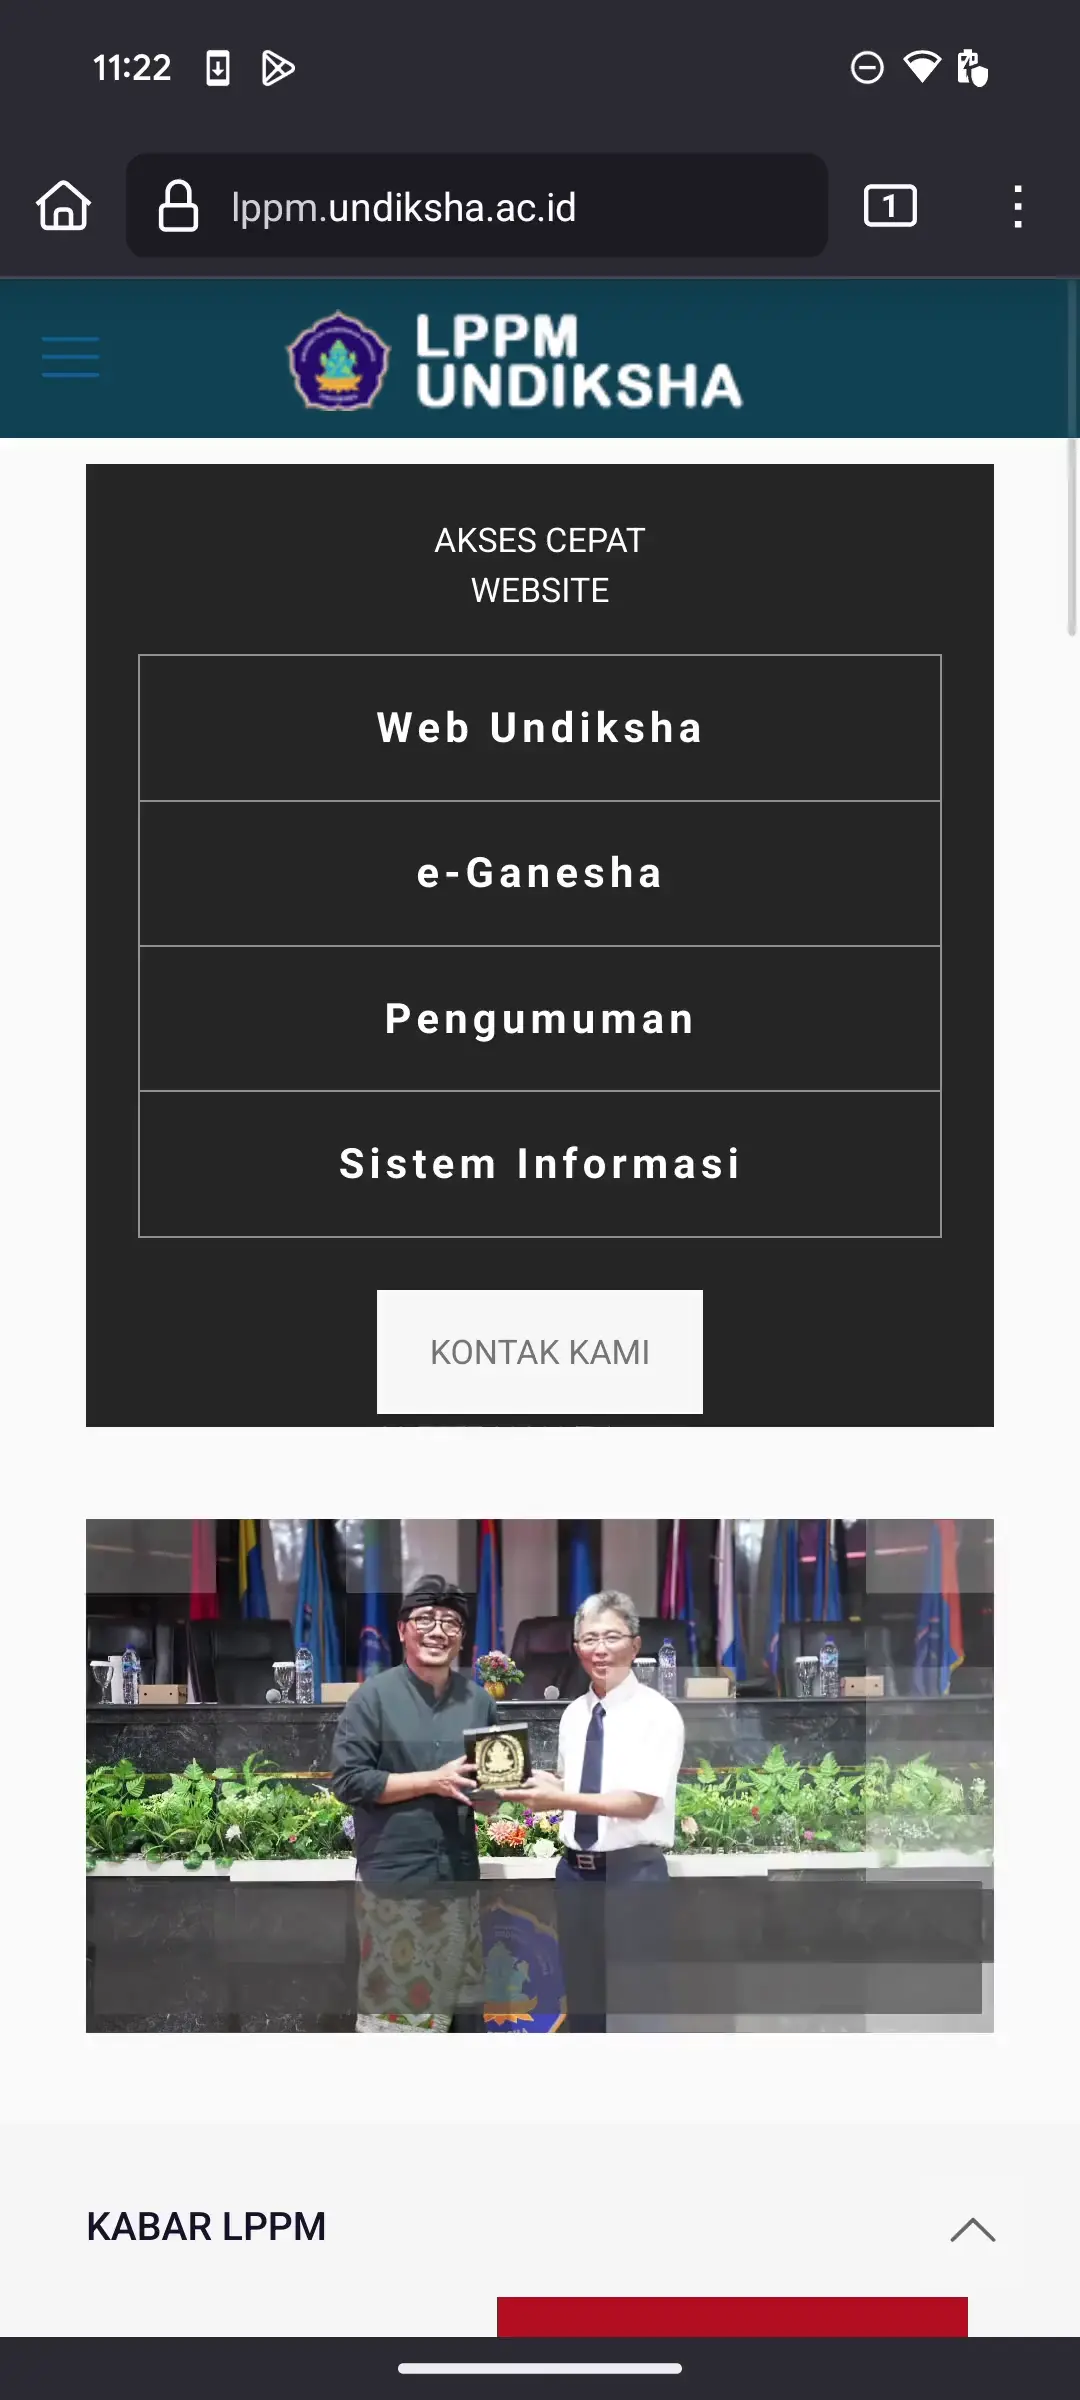 11:22
lppm.undiksha.ac.id
1
LPPM
UNDIKSHA
AKSES CEPAT
WEBSITE
Web Undiksha
e-Ganesha
Pengumuman
Sistem Informasi
KONTAK KAMI
KABAR LPPM